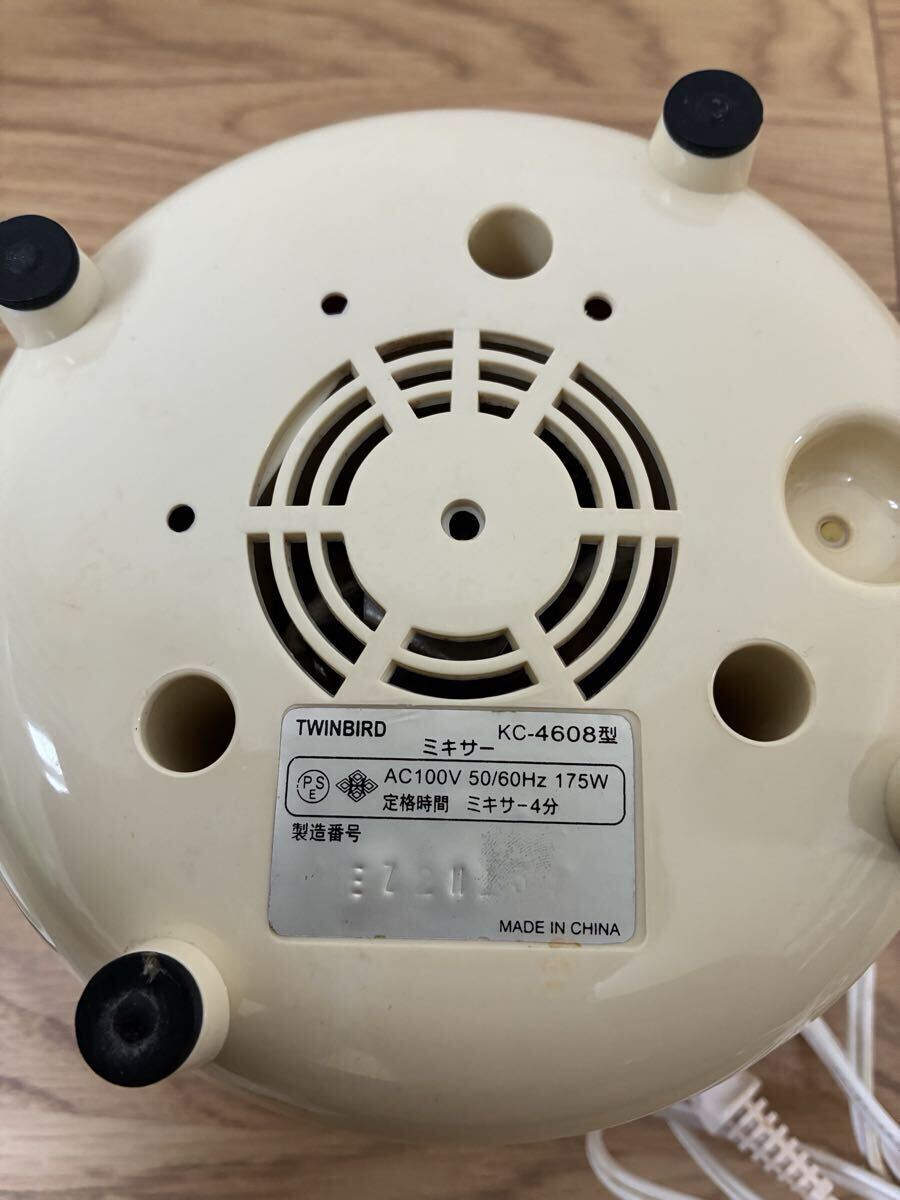 TWINBIRD KC-4608型
ミキサー
PSE AC100V 50/60Hz 175W
定格時間 ミキサー4分
製造番号
MADE IN CHINA